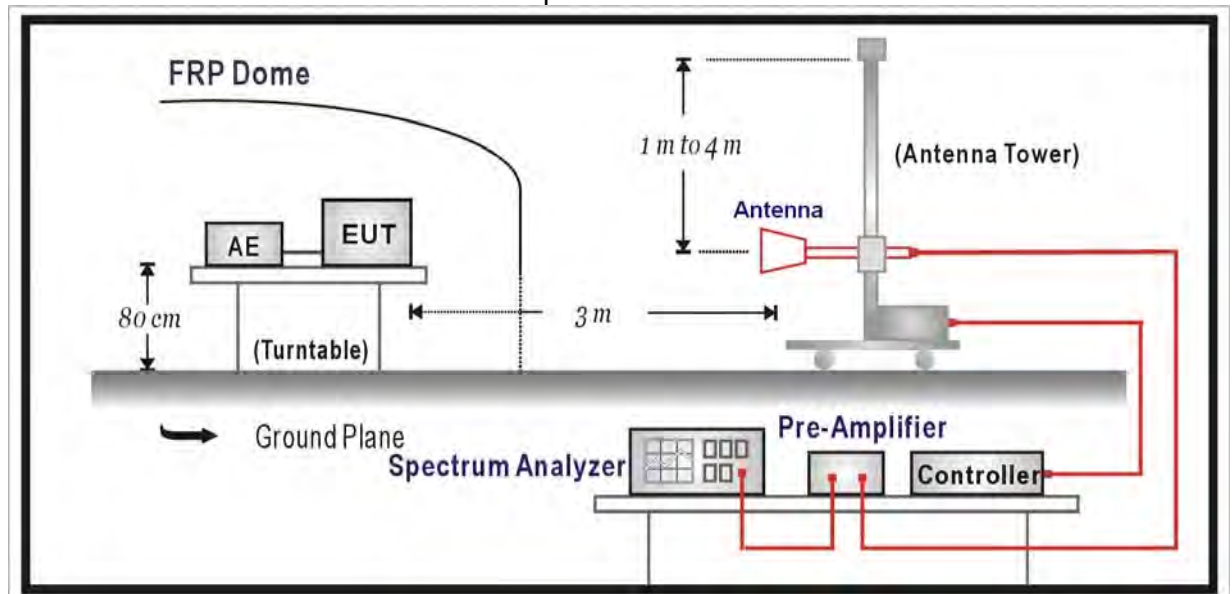 FRP Dome
1 m to 4 m
(Antenna Tower)
Antenna
AE
EUT
80 cm
3 m
(Turntable)
Ground Plane
Pre-Amplifier
Spectrum Analyzer
Controller